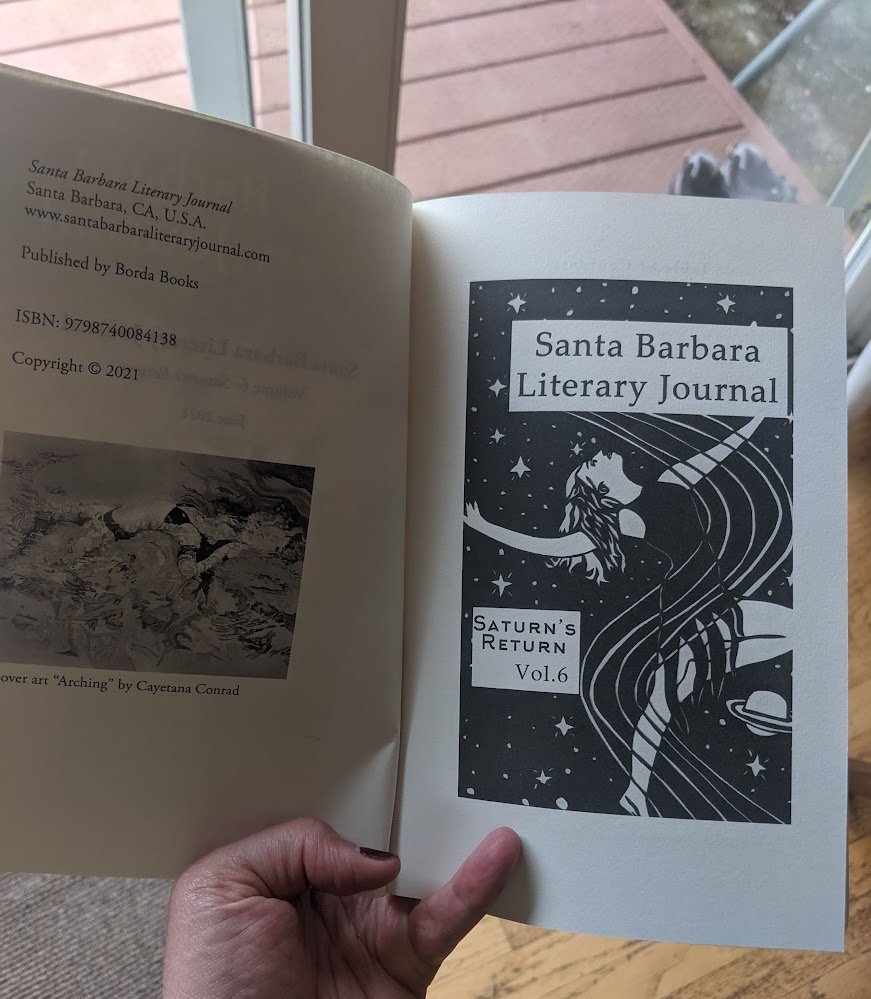 Santa Barbara Literary Journal
Santa Barbara, CA, U.S.A.
www.santabarbaraliteraryjournal.com
Published by Borda Books
ISBN: 9798740084138
Copyright © 2021
over art “Arching” by Cayetana Conrad
Santa Barbara
Literary Journal
SATURN'S
RETURN
Vol.6